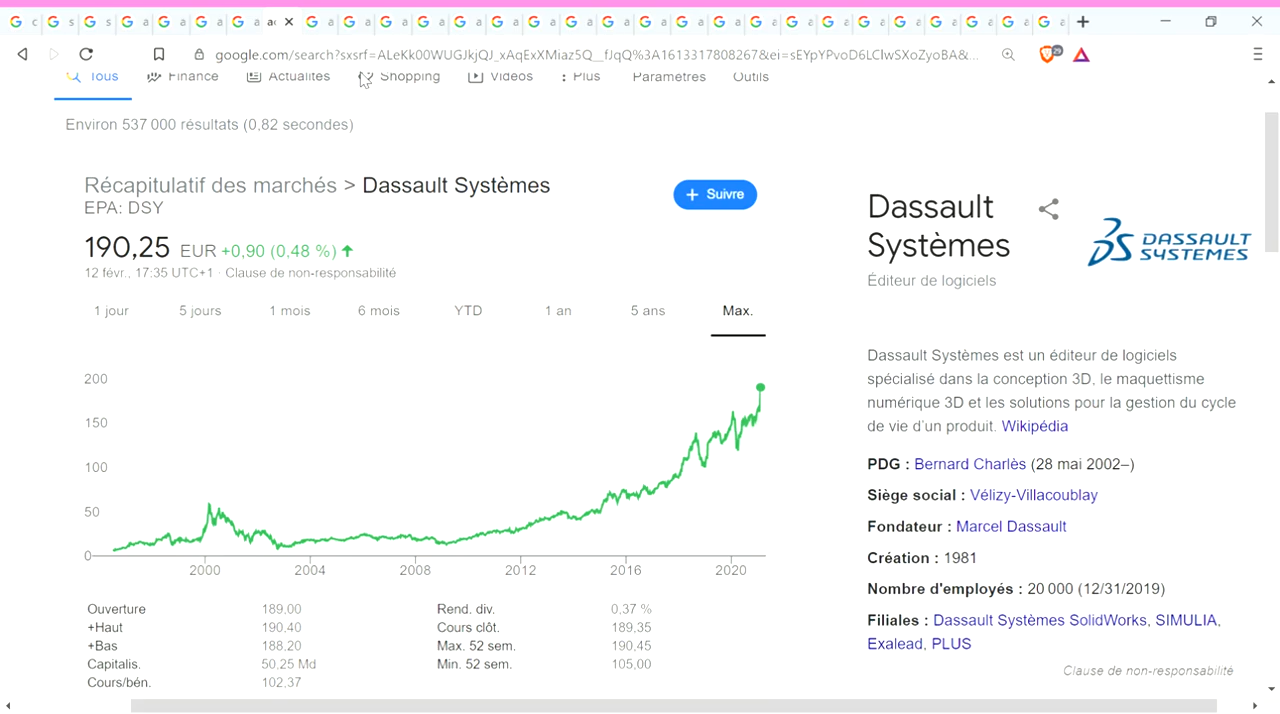 google.com/search?sxsrf=ALeKk00WUGJkjQJ_xAqExXMiaz5Q__fJqQ%3A1613317808267&ei=sEYpYPvoD6LCIwSXoZyoBA&...
Tous Finance Actualités Shopping Vidéos Plus Paramètres Outils
Environ 537 000 résultats (0,82 secondes)
Récapitulatif des marchés > Dassault Systèmes
EPA: DSY
+ Suivre
190,25 EUR +0,90 (0,48 %)
12 févr., 17:35 UTC+1 · Clause de non-responsabilité
1 jour 5 jours 1 mois 6 mois YTD 1 an 5 ans Max.
200
150
100
50
0
2000 2004 2008 2012 2016 2020
Ouverture 189,00 Rend. div. 0,37 %
+Haut 190,40 Cours clôt. 189,35
+Bas 188,20 Max. 52 sem. 190,45
Capitalis. 50,25 Md Min. 52 sem. 105,00
Cours/bén. 102,37
Dassault
Systèmes
DASSAULT
SYSTEMES
Éditeur de logiciels
Dassault Systèmes est un éditeur de logiciels
spécialisé dans la conception 3D, le maquettisme
numérique 3D et les solutions pour la gestion du cycle
de vie d'un produit. Wikipédia
PDG : Bernard Charlès (28 mai 2002–)
Siège social : Vélizy-Villacoublay
Fondateur : Marcel Dassault
Création : 1981
Nombre d'employés : 20 000 (12/31/2019)
Filiales : Dassault Systèmes SolidWorks, SIMULIA,
Exalead, PLUS
Clause de non-responsabilité